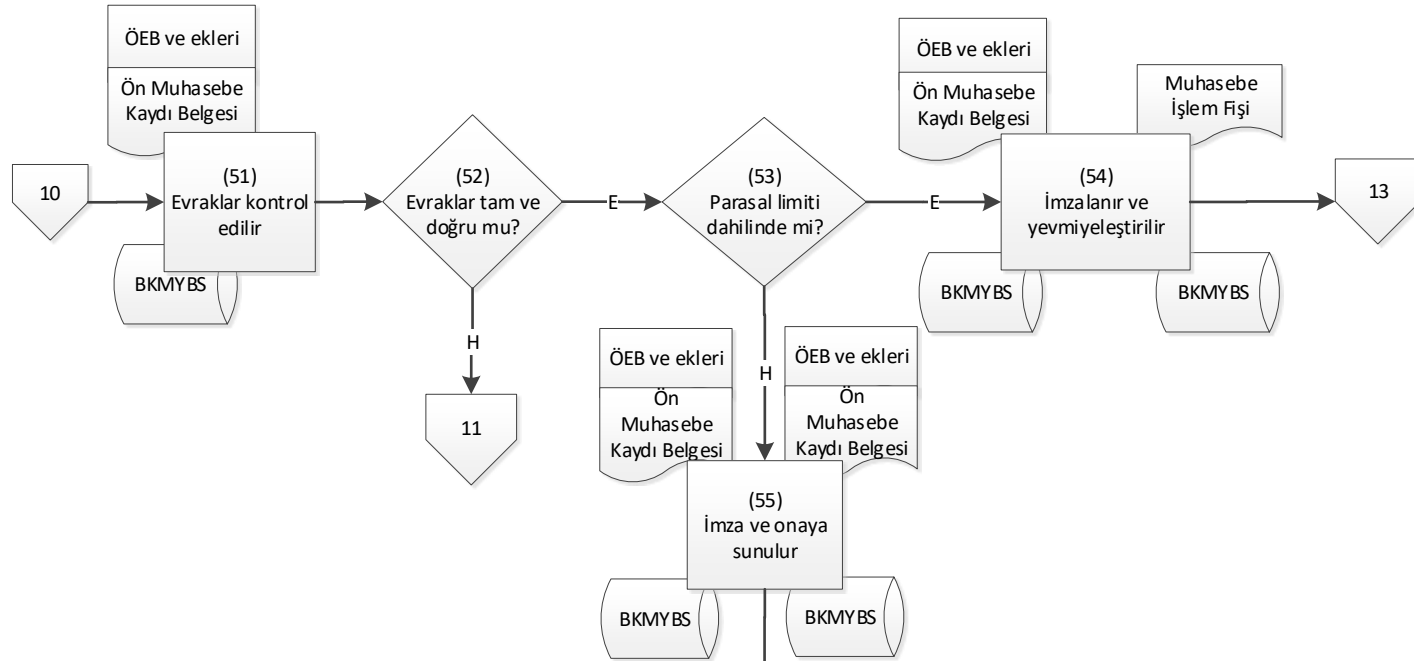 ÖEB ve ekleri
Ön Muhasebe
Kaydı Belgesi
10
(51)
Evraklar kontrol
edilir
BKMYBS
(52)
Evraklar tam ve
doğru mu?
E
H
11
(53)
Parasal limiti
dahilinde mi?
E
H
ÖEB ve ekleri
Ön Muhasebe
Kaydı Belgesi
Muhasebe
İşlem Fişi
(54)
İmzalanır ve
yevmiyeleştirilir
BKMYBS
BKMYBS
13
ÖEB ve ekleri
Ön
Muhasebe
Kaydı Belgesi
ÖEB ve ekleri
Ön
Muhasebe
Kaydı Belgesi
(55)
İmza ve onaya
sunulur
BKMYBS
BKMYBS